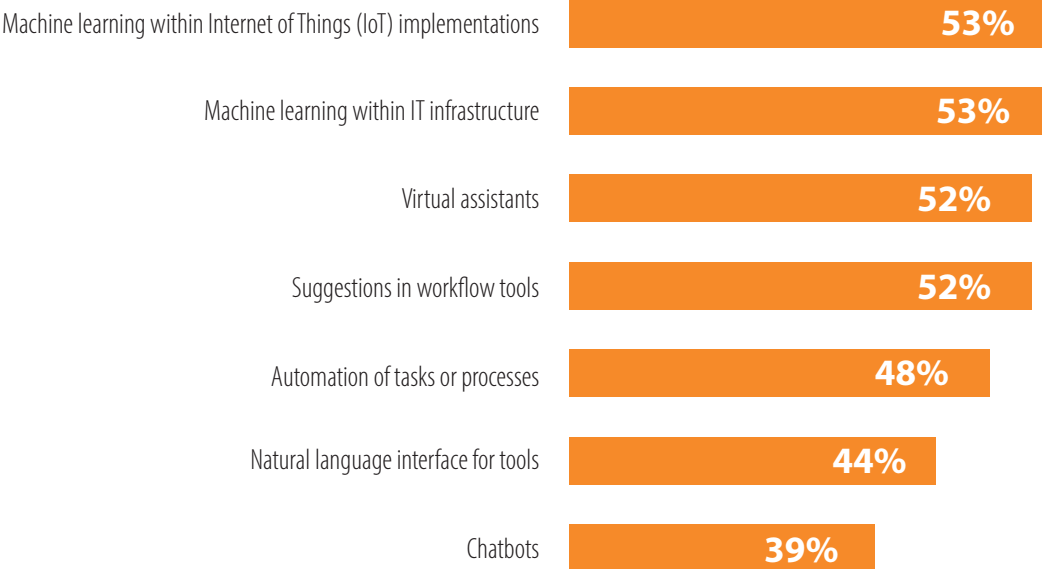 Machine learning within Internet of Things (IoT) implementations 53%
Machine learning within IT infrastructure 53%
Virtual assistants 52%
Suggestions in workflow tools 52%
Automation of tasks or processes 48%
Natural language interface for tools 44%
Chatbots 39%